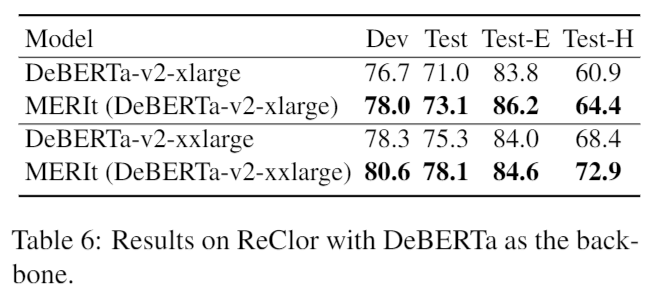 Model Dev Test Test-E Test-H
DeBERTa-v2-xlarge 76.7 71.0 83.8 60.9
MERIt (DeBERTa-v2-xlarge) 78.0 73.1 86.2 64.4
DeBERTa-v2-xxlarge 78.3 75.3 84.0 68.4
MERIt (DeBERTa-v2-xxlarge) 80.6 78.1 84.6 72.9
Table 6: Results on ReClor with DeBERTa as the back-
bone.